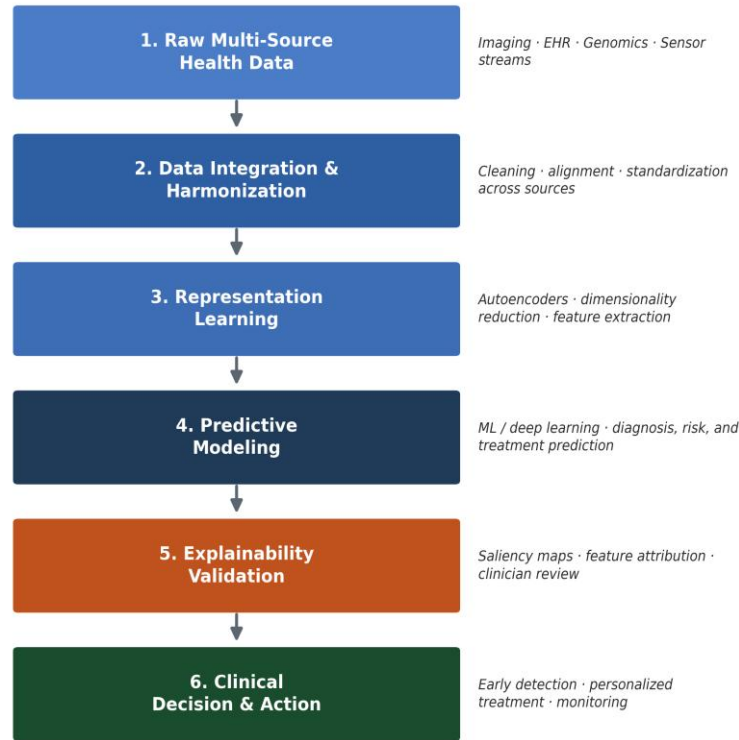 1. Raw Multi-Source
Health Data
Imaging · EHR · Genomics · Sensor
streams
2. Data Integration &
Harmonization
Cleaning · alignment · standardization
across sources
3. Representation
Learning
Autoencoders · dimensionality
reduction · feature extraction
4. Predictive
Modeling
ML / deep learning · diagnosis, risk, and
treatment prediction
5. Explainability
Validation
Saliency maps · feature attribution ·
clinician review
6. Clinical
Decision & Action
Early detection · personalized
treatment · monitoring